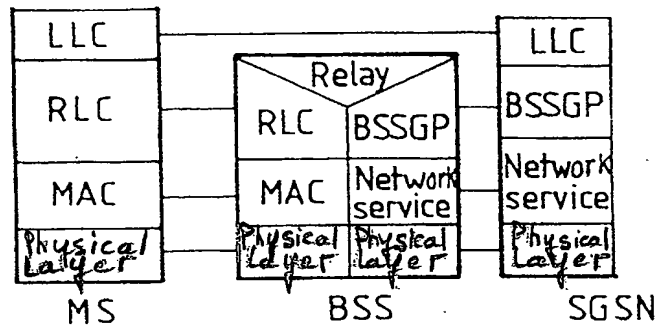 LLC
RLC
MAC
Physical
Layer
MS
Relay
RLC
BSSGP
MAC
Network
service
Physical
Layer
Physical
Layer
BSS
LLC
BSSGP
Network
service
Physical
Layer
SGSN